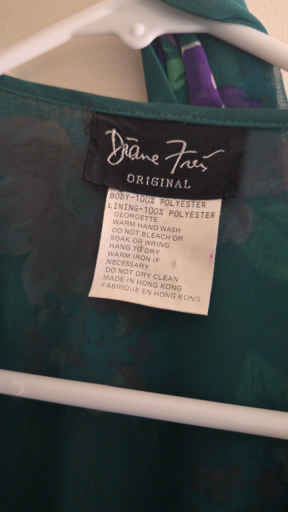 Diane Freis
ORIGINAL
BODY-100% POLYESTER
LINING-100% POLYESTER
GEORGETTE
WARM HAND WASH
DO NOT BLEACH OR
SOAK OR WRING
HANG TO DRY
WARM IRON IF
NECESSARY
DO NOT DRY CLEAN
MADE IN HONG KONG
FABRIQUE EN HONG KONG